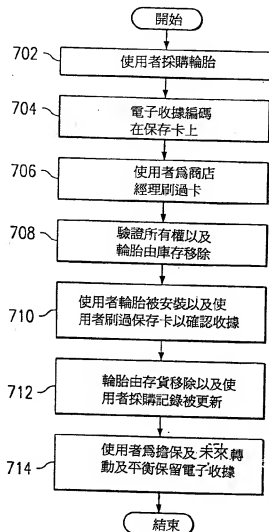 開始
702
使用者採購輪胎
704
電子收據編碼
在保存卡上
706
使用者爲商店
經理刷過卡
708
驗證所有權以及
輪胎由庫存移除
710
使用者輪胎被安裝以及使
用者刷過保存卡以確認收據
712
輪胎由存貨移除以及使
用者採購記錄被更新
714
使用者爲擔保及未來轉
動及平衡保留電子收據
結束